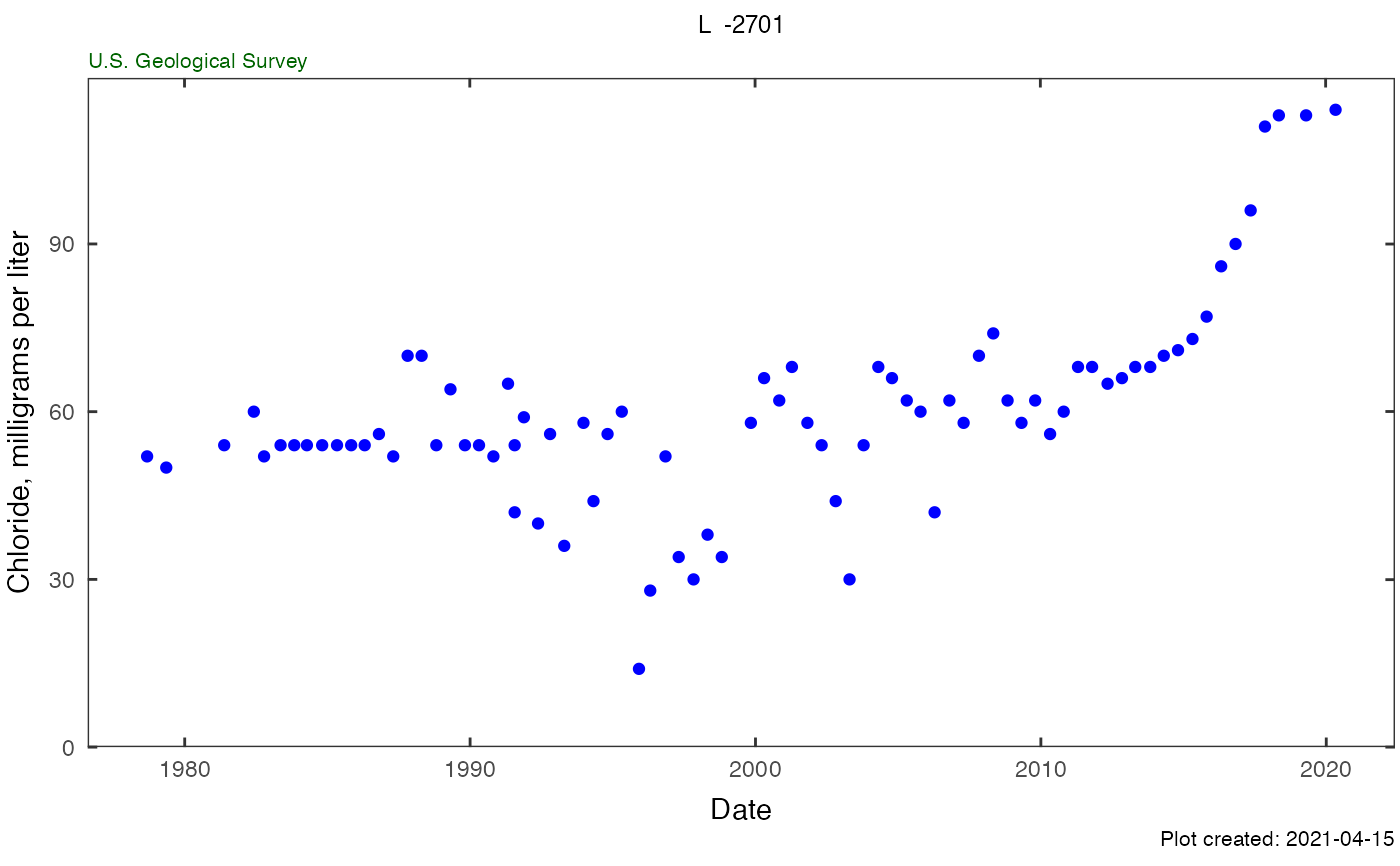 L -2701
U.S. Geological Survey
Chloride, milligrams per liter
90
60
30
0
1980 1990 2000 2010 2020
Date
Plot created: 2021-04-15